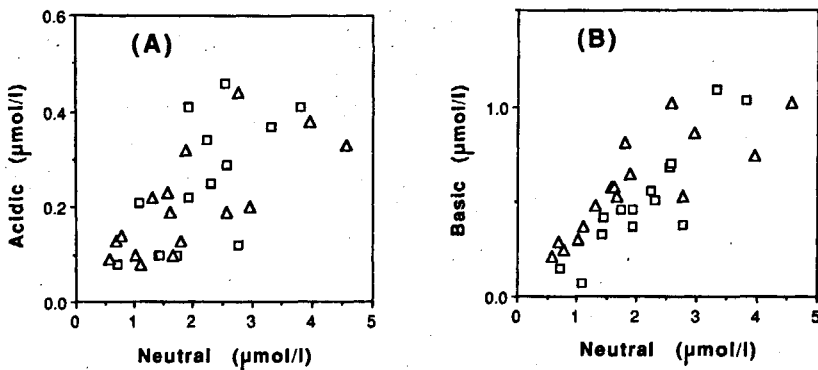 (A)
Acidic (µmol/l)
0.6
0.4
0.2
0.0
0 1 2 3 4 5
Neutral (µmol/l)
(B)
Basic (µmol/l)
1.0
0.0
0 1 2 3 4 5
Neutral (µmol/l)